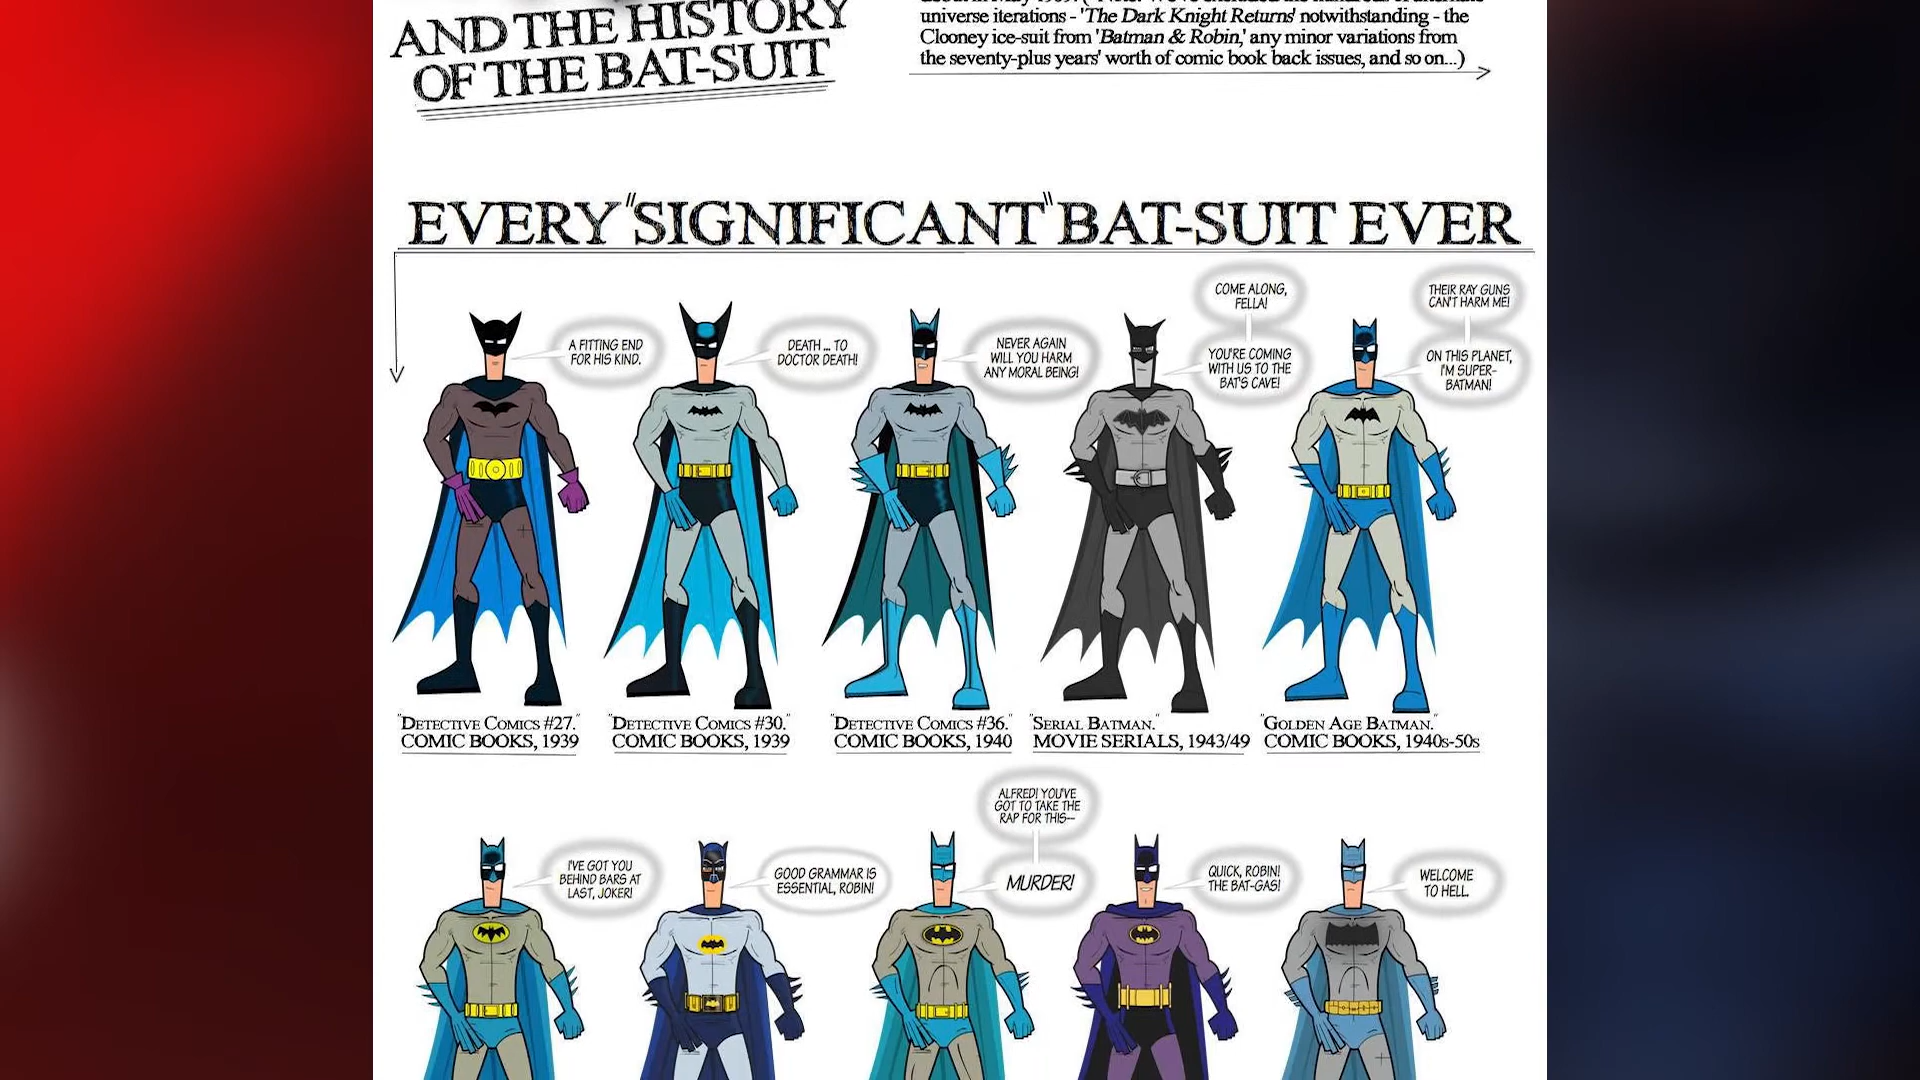 AND THE HISTORY
OF THE BAT-SUIT
universe iterations - 'The Dark Knight Returns' notwithstanding - the
Clooney ice-suit from 'Batman & Robin,' any minor variations from
the seventy-plus years' worth of comic book back issues, and so on...)
EVERY "SIGNIFICANT" BAT-SUIT EVER
A FITTING END
FOR HIS KIND.
DEATH ... TO
DOCTOR DEATH!
NEVER AGAIN
WILL YOU HARM
ANY MORAL BEING!
COME ALONG,
FELLA!
YOU'RE COMING
WITH US TO THE
BAT'S CAVE!
THEIR RAY GUNS
CAN'T HARM ME!
ON THIS PLANET,
I'M SUPER-
BATMAN!
"DETECTIVE COMICS #27."
COMIC BOOKS, 1939
"DETECTIVE COMICS #30."
COMIC BOOKS, 1939
"DETECTIVE COMICS #36."
COMIC BOOKS, 1940
"SERIAL BATMAN."
MOVIE SERIALS, 1943/49
"GOLDEN AGE BATMAN."
COMIC BOOKS, 1940s-50s
I'VE GOT YOU
BEHIND BARS AT
LAST, JOKER!
GOOD GRAMMAR IS
ESSENTIAL, ROBIN!
ALFRED! YOU'VE
GOT TO TAKE THE
RAP FOR THIS--
MURDER!
QUICK, ROBIN!
THE BAT-GAS!
WELCOME
TO HELL.